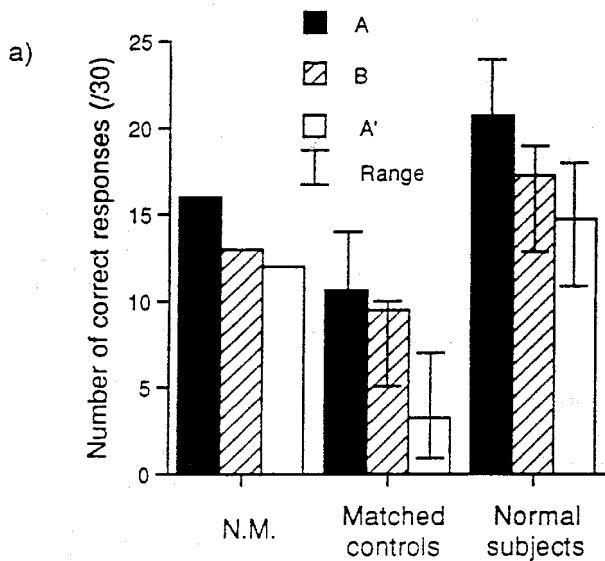 a)
A
B
A'
Range
Number of correct responses (/30)
25
20
15
10
5
0
N.M.
Matched
controls
Normal
subjects